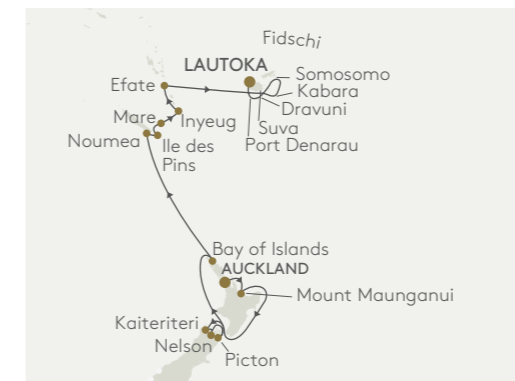 Fidschi
LAUTOKA
Somosomo
Efate
Kabara
Dravuni
Mare
Inyeug
Suva
Noumea
Ile des
Pins
Port Denarau
Bay of Islands
AUCKLAND
Mount Maunganui
Kaiteriteri
Nelson
Picton